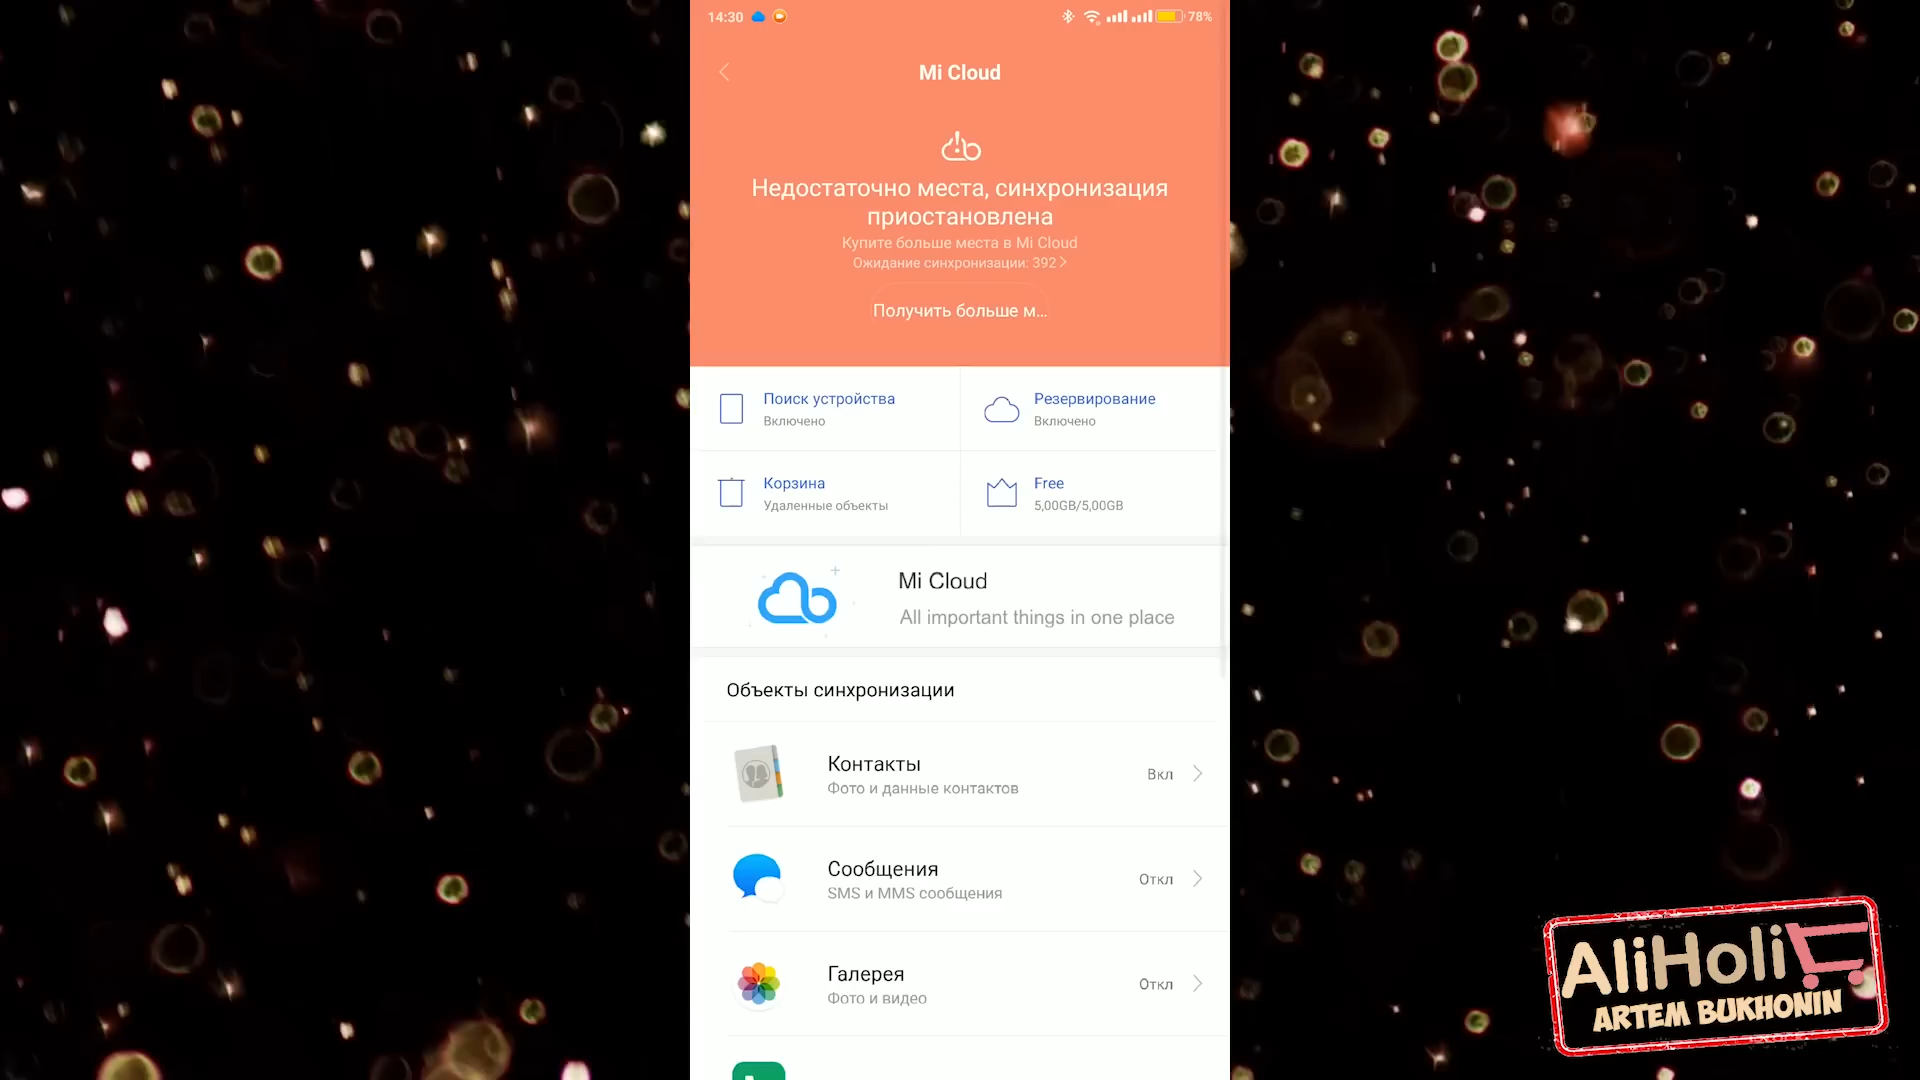 14:30
78%
Mi Cloud
Недостаточно места, синхронизация
приостановлена
Купите больше места в Mi Cloud
Ожидание синхронизации: 392
Получить больше м...
Поиск устройства
Включено
Резервирование
Включено
Корзина
Удаленные объекты
Free
5,00GB/5,00GB
Mi Cloud
All important things in one place
Объекты синхронизации
Контакты
Фото и данные контактов
Вкл
Сообщения
SMS и MMS сообщения
Откл
Галерея
Фото и видео
Откл
AliHoli
ARTEM BUKHONIN